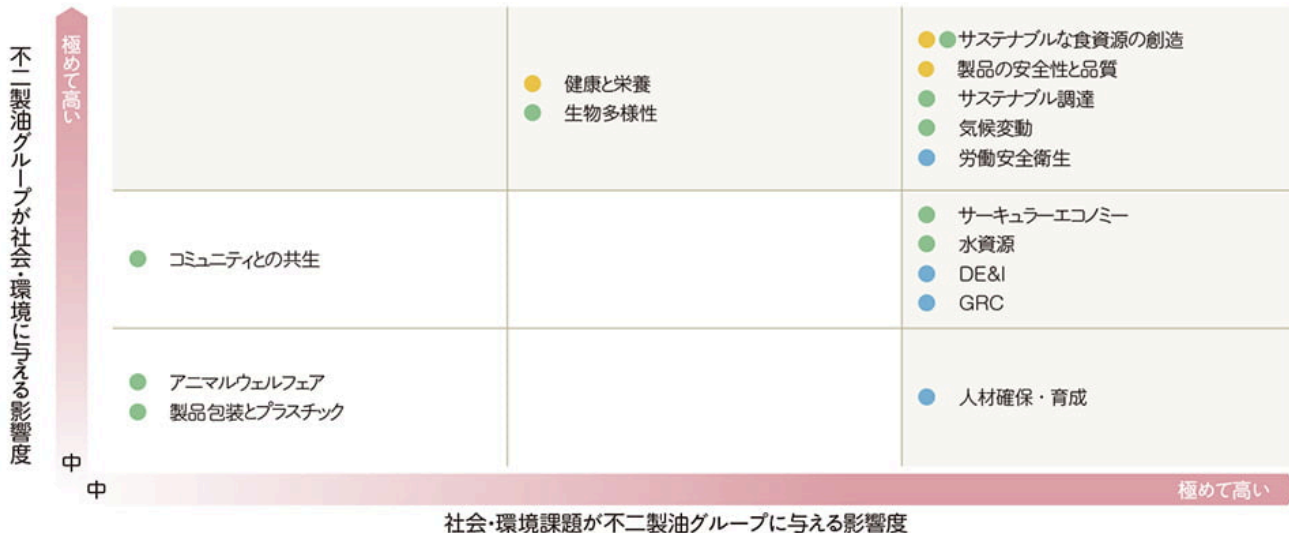 不二製油グループが社会・環境に与える影響度
極めて高い
中
健康と栄養
生物多様性
サステナブルな食資源の創造
製品の安全性と品質
サステナブル調達
気候変動
労働安全衛生
コミュニティとの共生
サーキュラーエコノミー
水資源
DE&I
GRC
アニマルウェルフェア
製品包装とプラスチック
人材確保・育成
中
極めて高い
社会・環境課題が不二製油グループに与える影響度